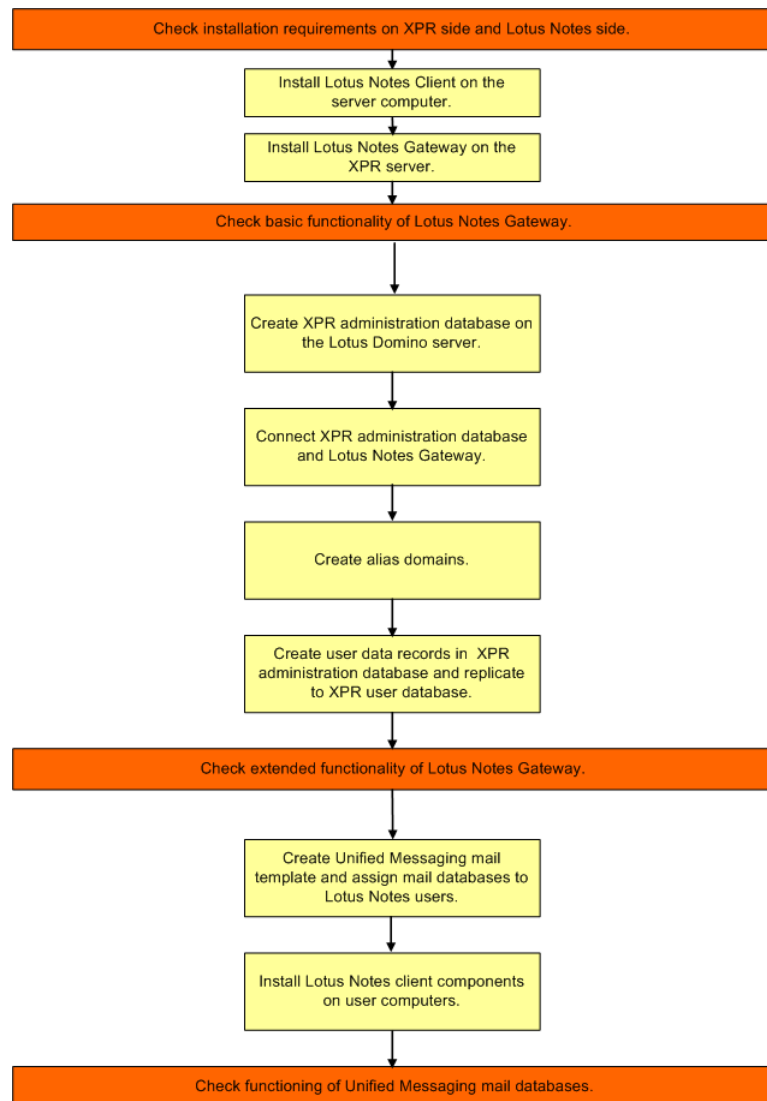 Check installation requirements on XPR side and Lotus Notes side.
Install Lotus Notes Client on the
server computer.
Install Lotus Notes Gateway on the
XPR server.
Check basic functionality of Lotus Notes Gateway.
Create XPR administration database on
the Lotus Domino server.
Connect XPR administration database
and Lotus Notes Gateway.
Create alias domains.
Create user data records in XPR
administration database and replicate
to XPR user database.
Check extended functionality of Lotus Notes Gateway.
Create Unified Messaging mail
template and assign mail databases to
Lotus Notes users.
Install Lotus Notes client components
on user computers.
Check functioning of Unified Messaging mail databases.